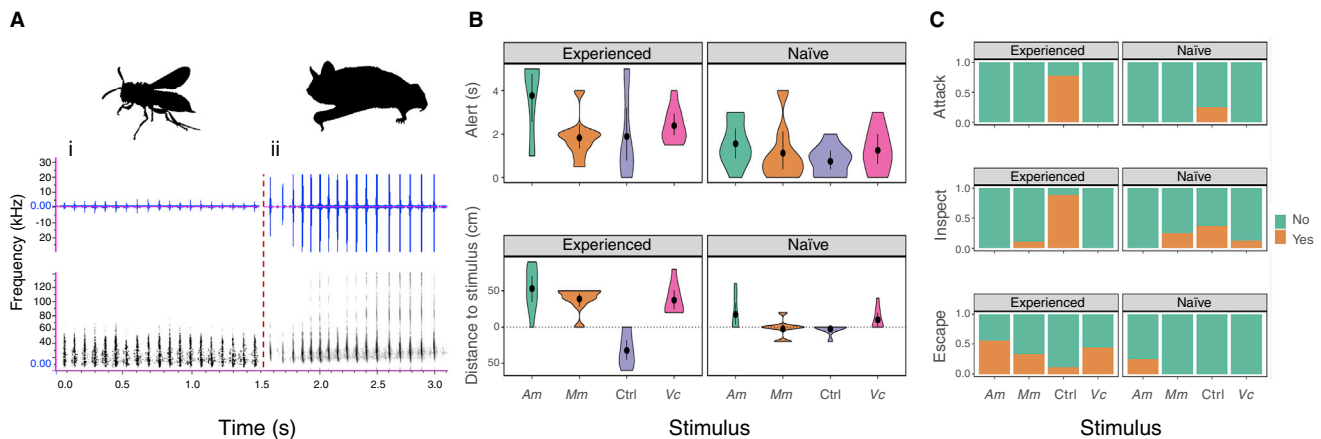 A
i
ii
Frequency (kHz)
30
20
10
0.00
-10
20
120
100
80
60
40
20
0.00
0.0 0.5 1.0 1.5 2.0 2.5 3.0
Time (s)
B
Experienced Naïve
Alert (s)
4
2
0
Experienced Naïve
Distance to stimulus (cm)
50
0
50
Am Mm Ctrl Vc Am Mm Ctrl Vc
Stimulus
C
Experienced Naïve
Attack
1.0
0.5
0.0
Experienced Naïve
Inspect
1.0
0.5
0.0
Experienced Naïve
Escape
1.0
0.5
0.0
Am Mm Ctrl Vc Am Mm Ctrl Vc
Stimulus
No
Yes